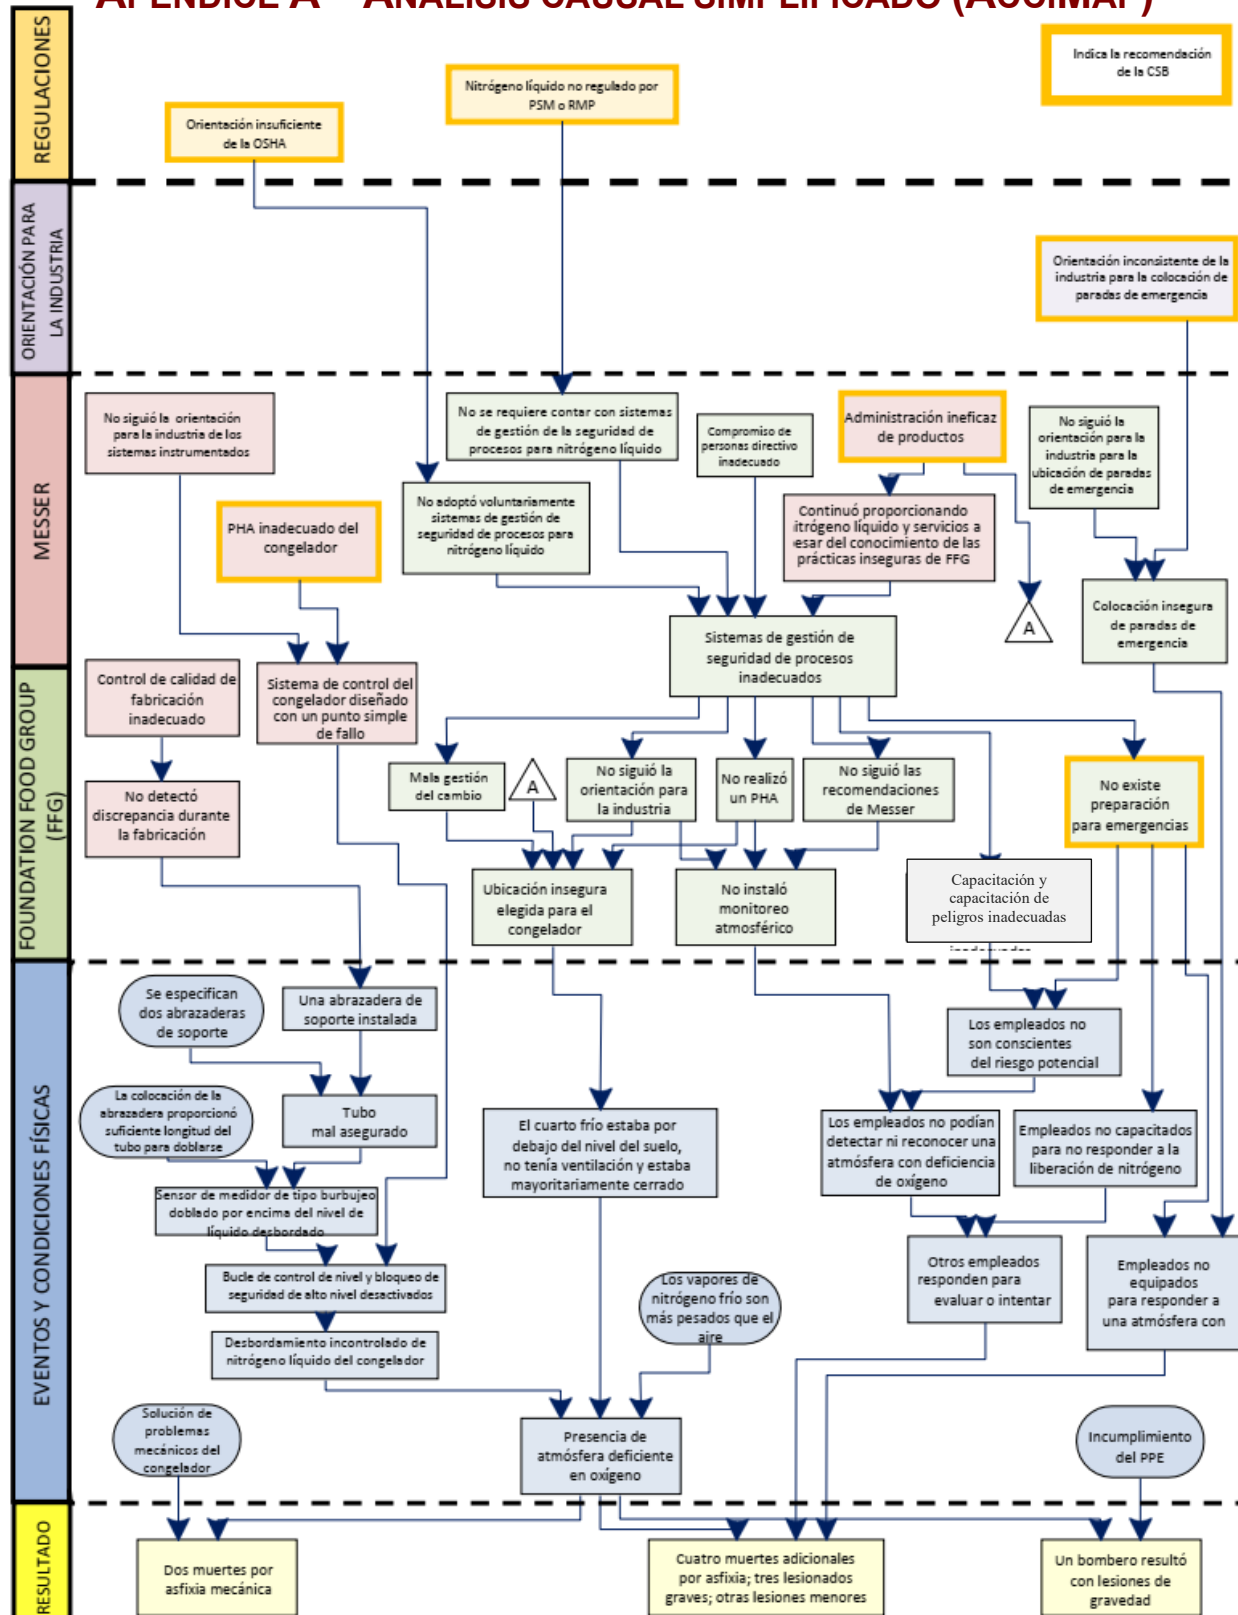 APÉNDICE A – ANÁLISIS CAUSAL SIMPLIFICADO (ACCIMAP)
REGULACIONES
Indica la recomendación
de la CSB
Nitrógeno líquido no regulado por
PSM o RMP
Orientación insuficiente
de la OSHA
ORIENTACIÓN PARA
LA INDUSTRIA
Orientación inconsistente de la
industria para la colocación de
paradas de emergencia
MESSER
No siguió la orientación
para la industria de los
sistemas instrumentados
No se requiere contar con sistemas
de gestión de la seguridad de
procesos para nitrógeno líquido
Compromiso de
personas directivo
inadecuado
Administración ineficaz
de productos
No siguió la
orientación para la
industria para la
ubicación de paradas
de emergencia
PHA inadecuado del
congelador
No adoptó voluntariamente
sistemas de gestión de
seguridad de procesos para
nitrógeno líquido
Continuó proporcionando
itrógeno líquido y servicios a
esar del conocimiento de las
prácticas inseguras de FFG
A
Colocación insegura
de paradas de
emergencia
Sistemas de gestión de
seguridad de procesos
inadecuados
FOUNDATION FOOD GROUP
(FFG)
Control de calidad de
fabricación
inadecuado
Sistema de control del
congelador diseñado
con un punto simple
de fallo
Mala gestión
del cambio
A
No siguió la
orientación para
la industria
No realizó
un PHA
No siguió las
recomendaciones
de Messer
No existe
preparación
para emergencias
No detectó
discrepancia durante
la fabricación
Ubicación insegura
elegida para el
congelador
No instaló
monitoreo
atmosférico
Capacitación y
capacitación de
peligros inadecuadas
EVENTOS Y CONDICIONES FÍSICAS
Se especifican
dos abrazaderas
de soporte
Una abrazadera de
soporte instalada
Los empleados no
son conscientes
del riesgo potencial
La colocación de la
abrazadera proporcionó
suficiente longitud del
tubo para doblarse
Tubo
mal asegurado
El cuarto frío estaba por
debajo del nivel del suelo,
no tenía ventilación y estaba
mayoritariamente cerrado
Los empleados no podían
detectar ni reconocer una
atmósfera con deficiencia
de oxígeno
Empleados no capacitados
para no responder a la
liberación de nitrógeno
Sensor de medidor de tipo burbujeo
doblado por encima del nivel de
líquido desbordado
Bucle de control de nivel y bloqueo de
seguridad de alto nivel desactivados
Los vapores de
nitrógeno frío son
más pesados que el
aire
Otros empleados
responden para
evaluar o intentar
Empleados no
equipados
para responder a
una atmósfera con
Desbordamiento incontrolado de
nitrógeno líquido del congelador
Solución de
problemas
mecánicos del
congelador
Presencia de
atmósfera deficiente
en oxígeno
Incumplimiento
del PPE
RESULTADO
Dos muertes por
asfixia mecánica
Cuatro muertes adicionales
por asfixia; tres lesionados
graves; otras lesiones menores
Un bombero resultó
con lesiones de
gravedad